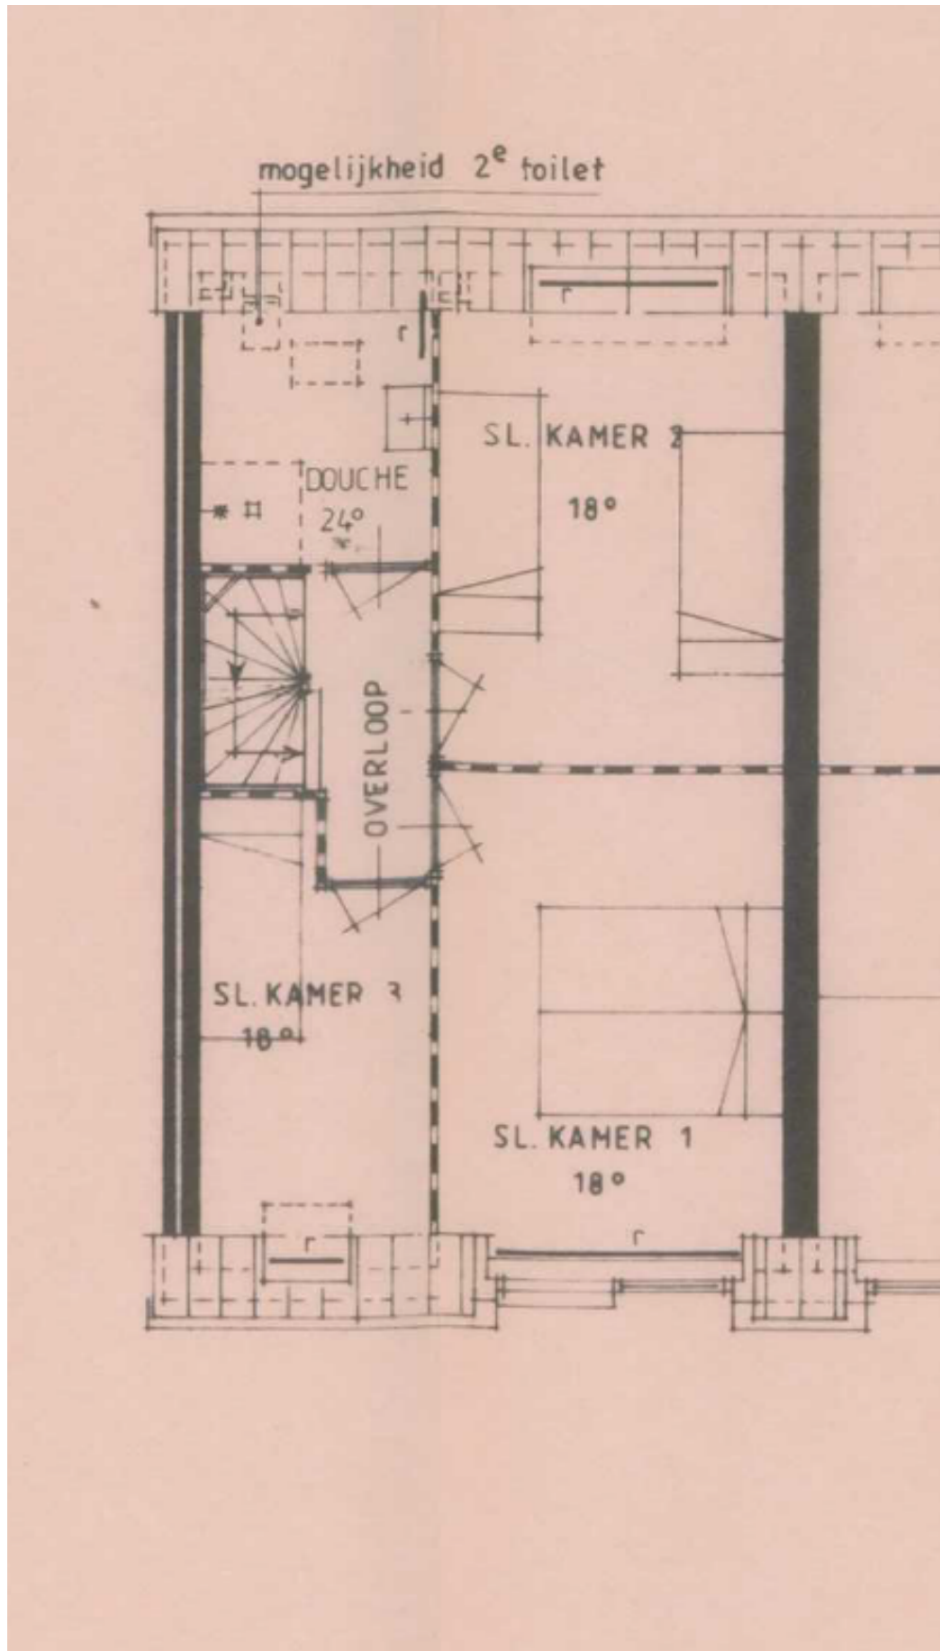 mogelijkheid 2e toilet
r
r
SL. KAMER 2
18°
DOUCHE
24°
OVERLOOP
SL. KAMER 3
18°
SL. KAMER 1
18°
r
r